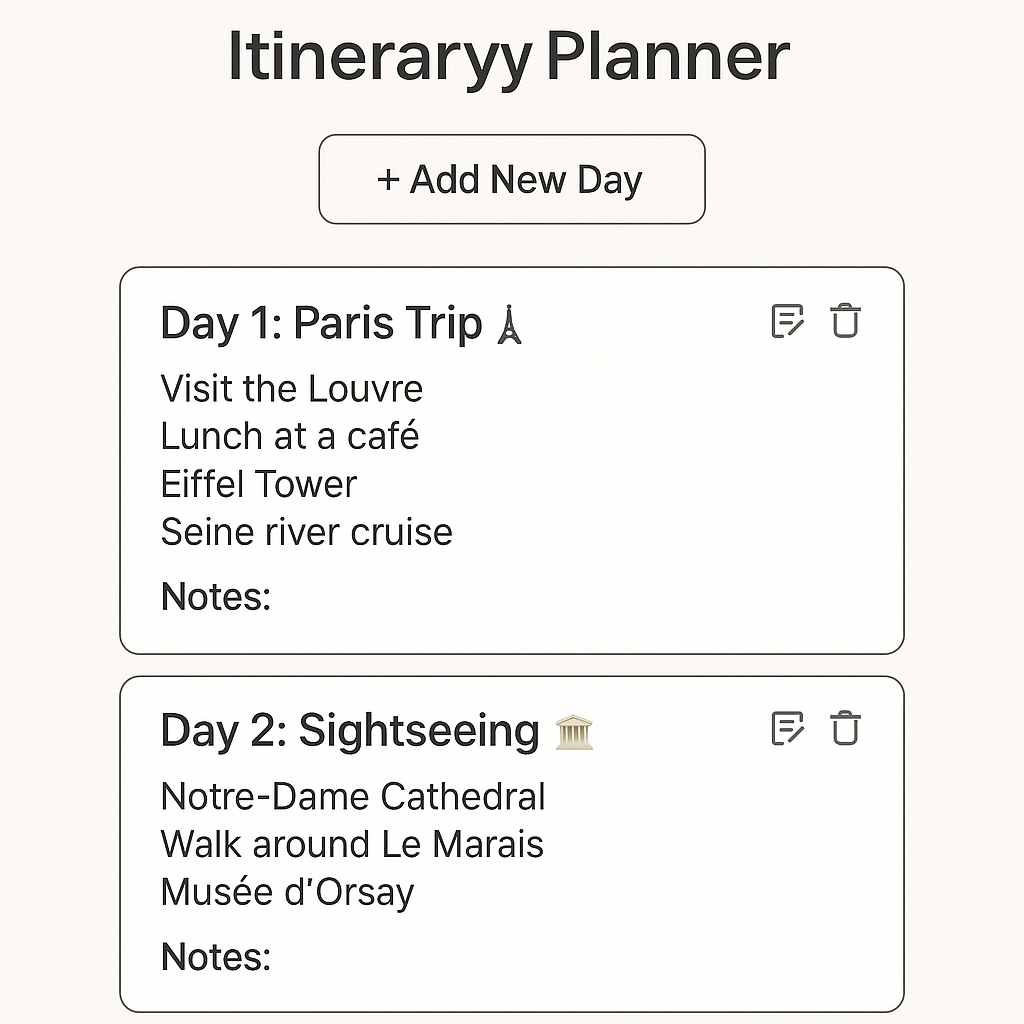 Itineraryy Planner
+ Add New Day
Day 1: Paris Trip
Visit the Louvre
Lunch at a café
Eiffel Tower
Seine river cruise
Notes:
Day 2: Sightseeing
Notre-Dame Cathedral
Walk around Le Marais
Musée d’Orsay
Notes: